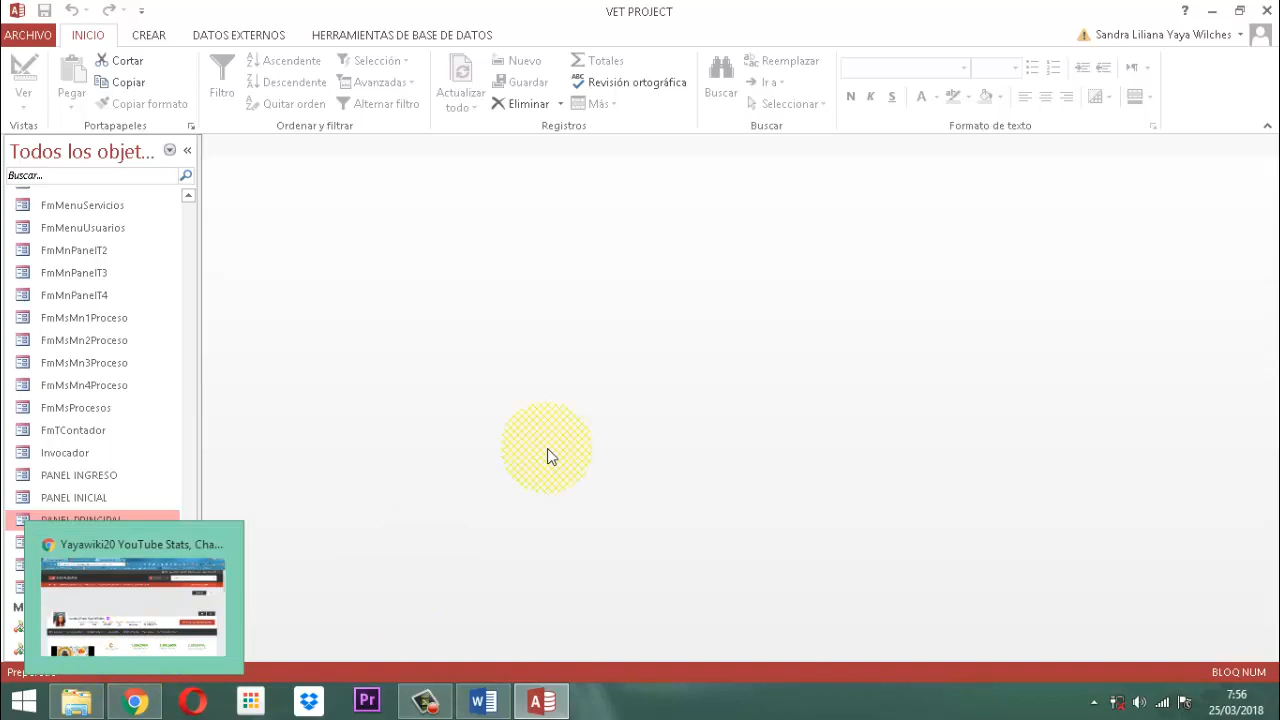 VET PROJECT
?
ARCHIVO
INICIO
CREAR
DATOS EXTERNOS
HERRAMIENTAS DE BASE DE DATOS
Sandra Liliana Yaya Wilches
Ver
Vistas
Pegar
Cortar
Copiar
Copiar formato
Portapapeles
Filtro
Ascendente
Descendente
Quitar orden
Selección
Avanzadas
Alternar filtro
Ordenar y filtrar
Actualizar
todo
Nuevo
Guardar
Eliminar
Totales
Revisión ortográfica
Más
Registros
Buscar
Reemplazar
Ir a
Seleccionar
Buscar
N K S A
Formato de texto
Todos los objet...
Buscar...
FmMenuServicios
FmMenuUsuarios
FmMnPanelT2
FmMnPanelT3
FmMnPanelT4
FmMsMn1Proceso
FmMsMn2Proceso
FmMsMn3Proceso
FmMsMn4Proceso
FmMsProcesos
FmTContador
Invocador
PANEL INGRESO
PANEL INICIAL
PANEL PRINCIPAL
Yayawiki20 YouTube Stats, Cha...
M
BLOQ NUM
Pr
7:56
25/03/2018